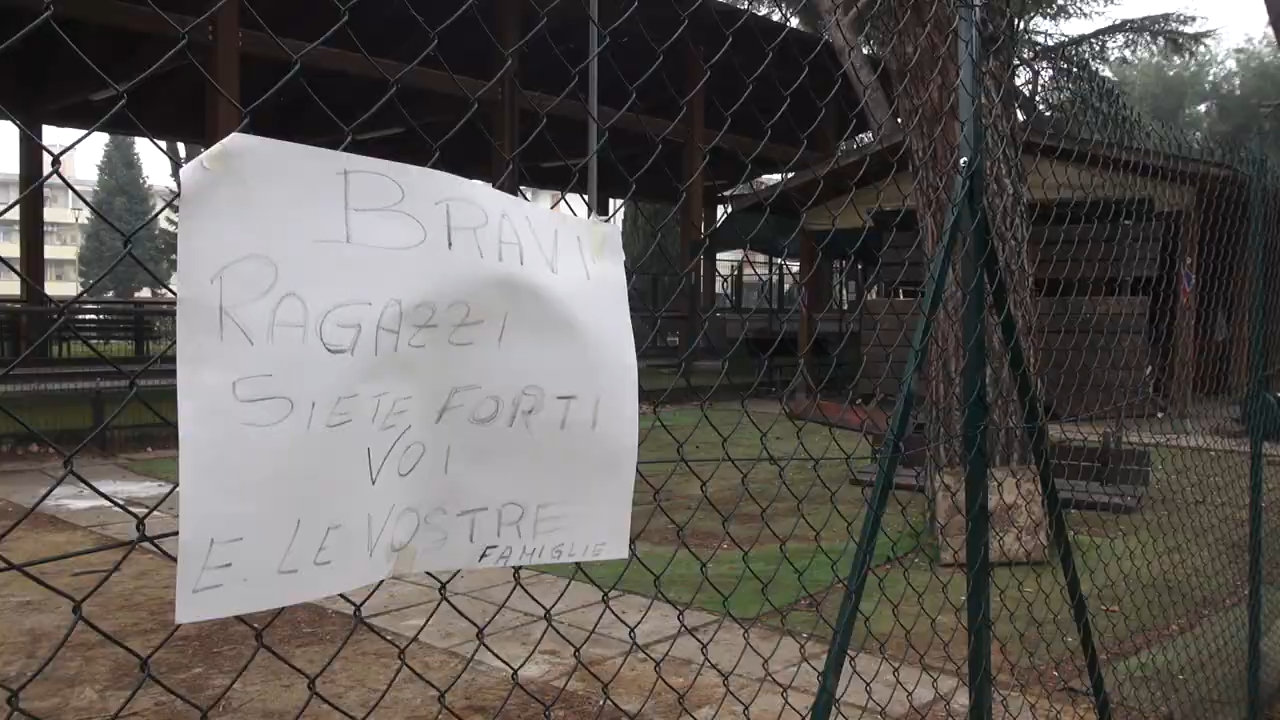 BRAVI
RAGAZZI
SIETE FORTI
VOI
E. LE VOSTRE
FAMIGLIE